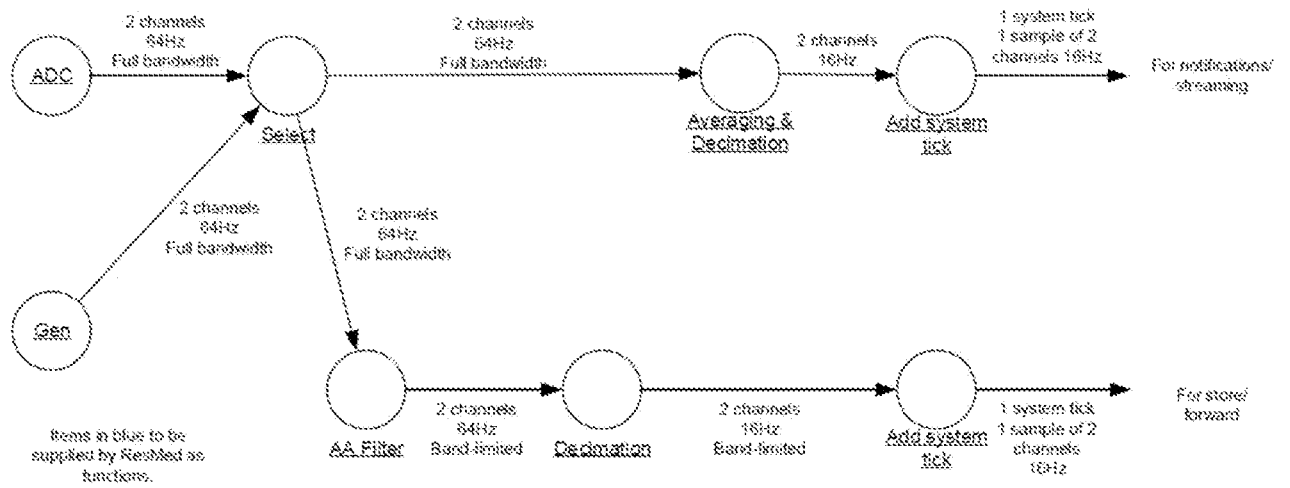 2 channels
64Hz
Full bandwidth
ADC
2 channels
64Hz
Full bandwidth
Select
2 channels
16Hz
Averaging &
Decimation
1 system tick
1 sample of 2
channels 16Hz
Add system
tick
For notifications/
streaming
2 channels
64Hz
Full bandwidth
2 channels
64Hz
Full bandwidth
Gen
AA Filter
2 channels
64Hz
Band-limited
Decimation
2 channels
16Hz
Band-limited
Add system
tick
1 system tick
1 sample of 2
channels
16Hz
For store/
forward
Items in blue to be
supplied by ResMed as
functions.